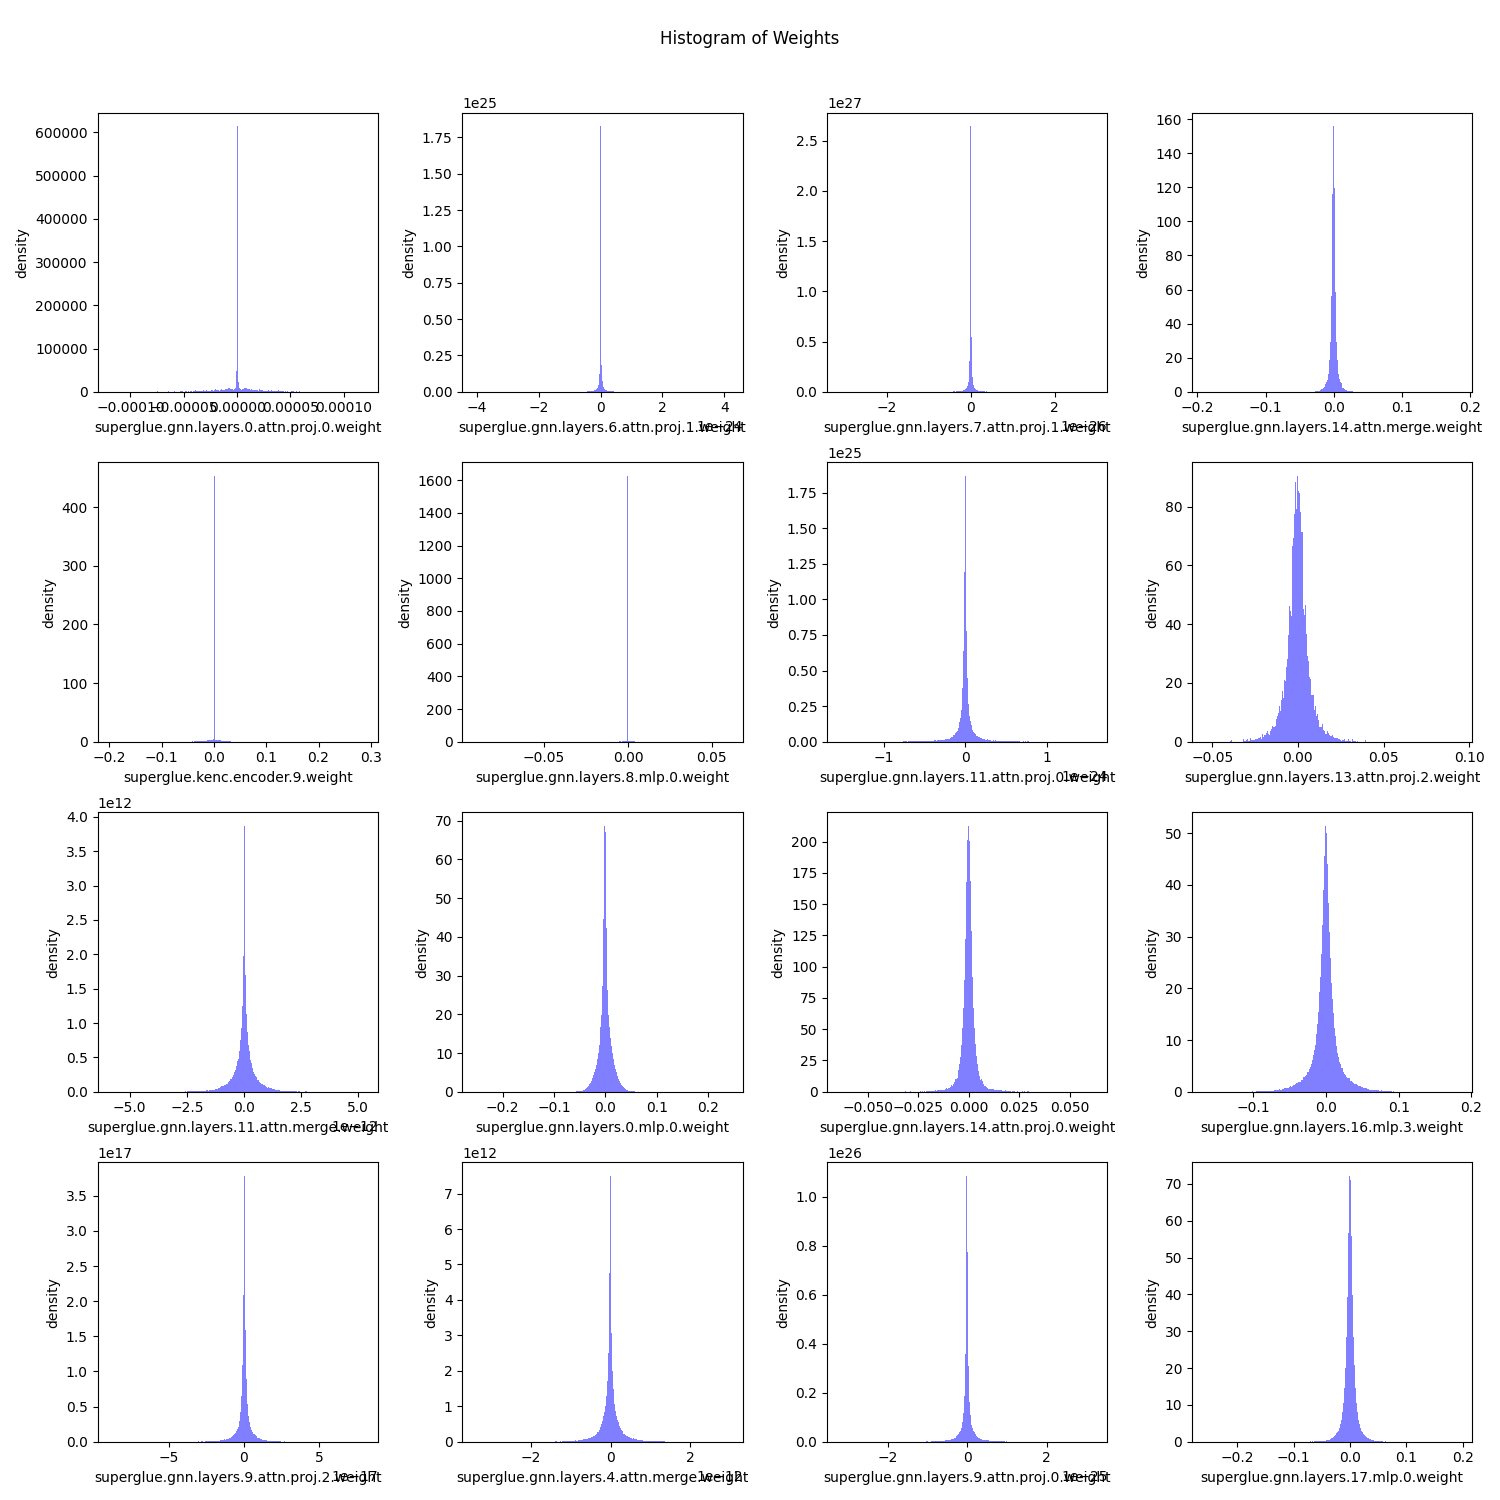 Histogram of Weights
1e25
1e27
600000
500000
400000
300000
200000
100000
0
density
−0.00010
−0.00005
0.00000
0.00005
0.00010
superglue.gnn.layers.0.attn.proj.0.weight
1.75
1.50
1.25
1.00
0.75
0.50
0.25
0.00
density
−4 −2 0 2 4
1e−24
superglue.gnn.layers.6.attn.proj.1.weight
2.5
2.0
1.5
1.0
0.5
0.0
density
−2 0 2
1e−26
superglue.gnn.layers.7.attn.proj.1.weight
160
140
120
100
80
60
40
20
0
density
−0.2 −0.1 0.0 0.1 0.2
superglue.gnn.layers.14.attn.merge.weight
400
300
200
100
0
density
−0.2 −0.1 0.0 0.1 0.2 0.3
superglue.kenc.encoder.9.weight
1600
1400
1200
1000
800
600
400
200
0
density
−0.05 0.00 0.05
superglue.gnn.layers.8.mlp.0.weight
1e25
1.75
1.50
1.25
1.00
0.75
0.50
0.25
0.00
density
−1 0 1
1e−24
superglue.gnn.layers.11.attn.proj.0.weight
80
60
40
20
0
density
−0.05 0.00 0.05 0.10
superglue.gnn.layers.13.attn.proj.2.weight
1e12
4.0
3.5
3.0
2.5
2.0
1.5
1.0
0.5
0.0
density
−5.0 −2.5 0.0 2.5 5.0
1e−12
superglue.gnn.layers.11.attn.merge.weight
70
60
50
40
30
20
10
0
density
−0.2 −0.1 0.0 0.1 0.2
superglue.gnn.layers.0.mlp.0.weight
200
175
150
125
100
75
50
25
0
density
−0.050 −0.025 0.000 0.025 0.050
superglue.gnn.layers.14.attn.proj.0.weight
50
40
30
20
10
0
density
−0.1 0.0 0.1 0.2
superglue.gnn.layers.16.mlp.3.weight
1e17
3.5
3.0
2.5
2.0
1.5
1.0
0.5
0.0
density
−5 0 5
1e−17
superglue.gnn.layers.9.attn.proj.2.weight
1e12
7
6
5
4
3
2
1
0
density
−2 0 2
1e−12
superglue.gnn.layers.4.attn.merge.weight
1e26
1.0
0.8
0.6
0.4
0.2
0.0
density
−2 0 2
1e−25
superglue.gnn.layers.9.attn.proj.0.weight
70
60
50
40
30
20
10
0
density
−0.2 −0.1 0.0 0.1 0.2
superglue.gnn.layers.17.mlp.0.weight